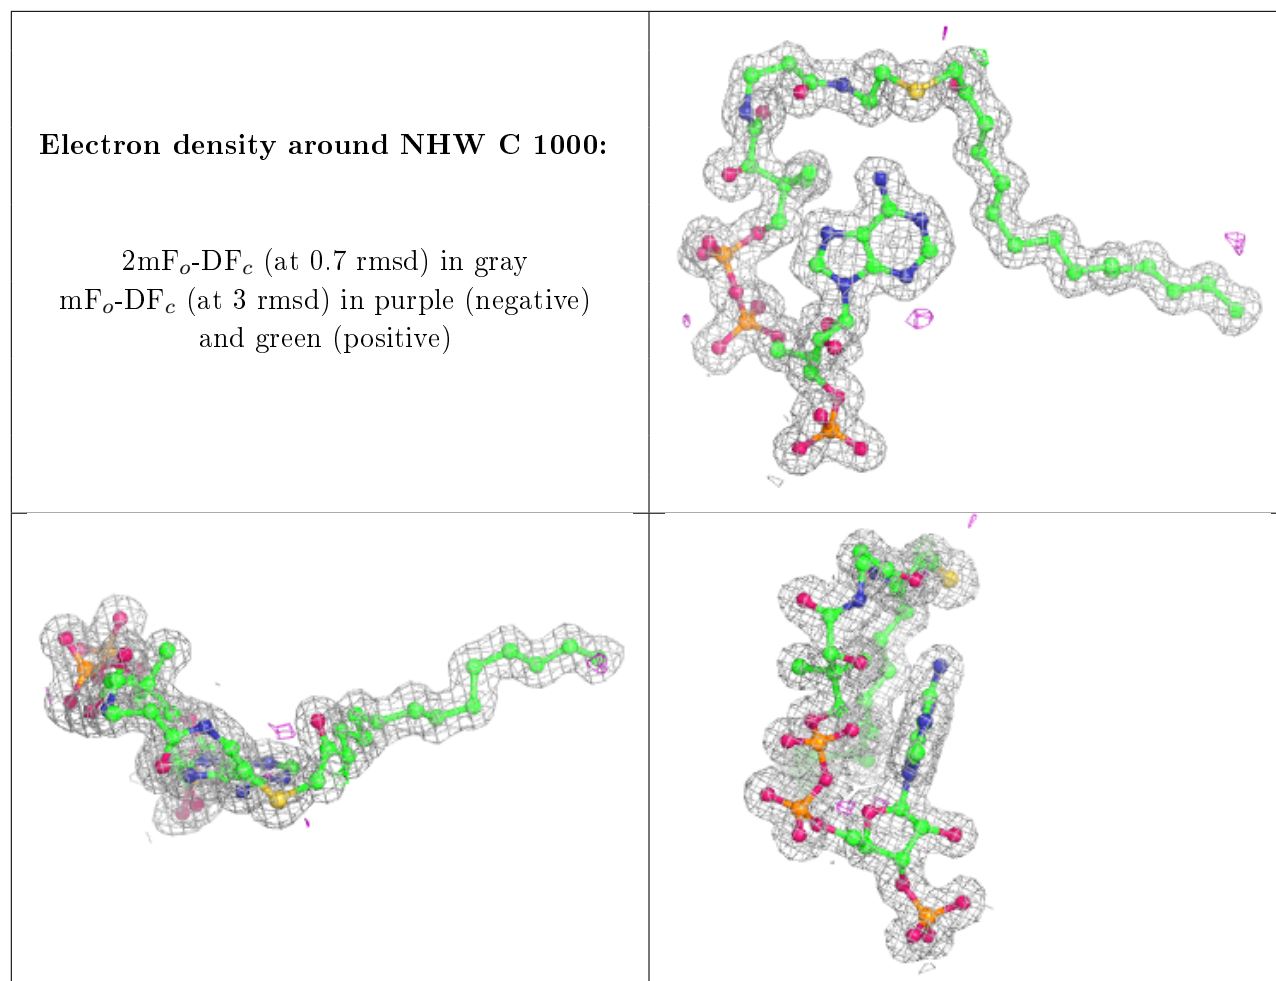 Electron density around NHW C 1000:
2mFo-DFc (at 0.7 rmsd) in gray
mFo-DFc (at 3 rmsd) in purple (negative)
and green (positive)